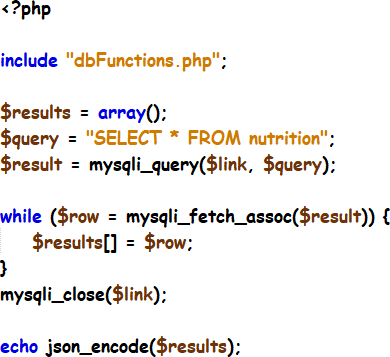 <?php
include "dbFunctions.php";
$results = array();
$query = "SELECT * FROM nutrition";
$result = mysqli_query($link, $query);
while ($row = mysqli_fetch_assoc($result)) {
$results[] = $row;
}
mysqli_close($link);
echo json_encode($results);